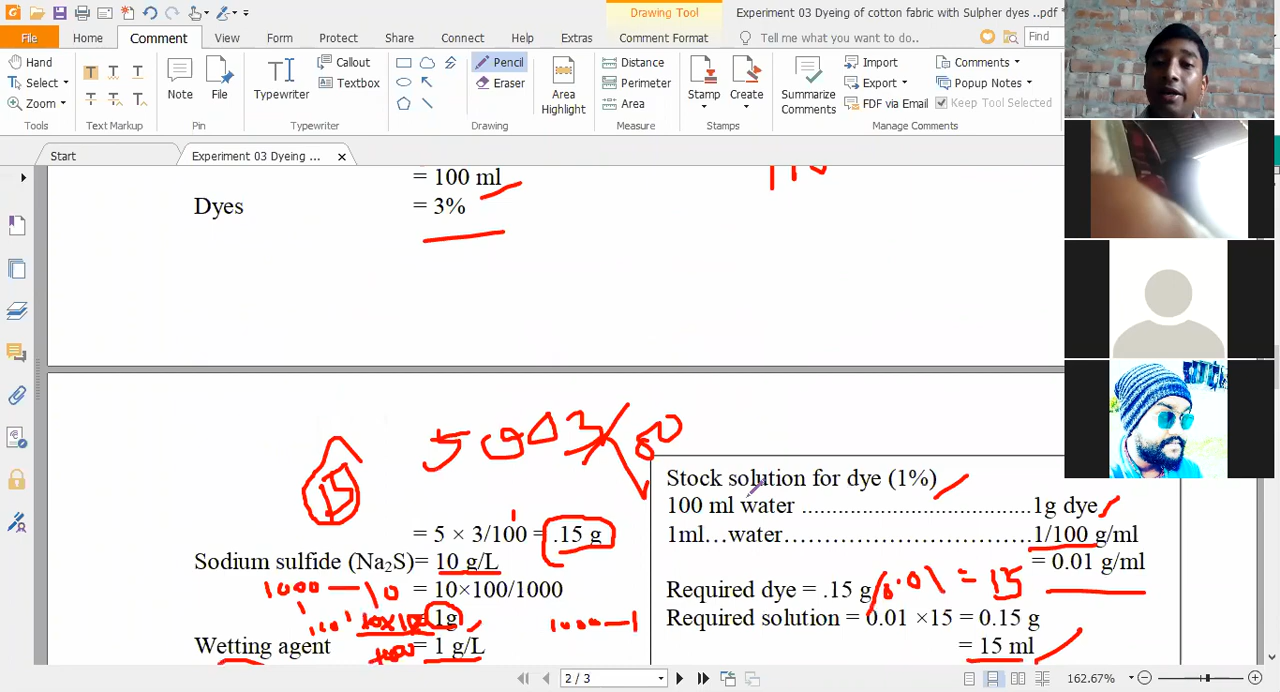 Drawing Tool
Experiment 03 Dyeing of cotton fabric with Sulpher dyes ..pdf *
File Home Comment View Form Protect Share Connect Help Extras Comment Format Tell me what you want to do... Find
Hand
Select
Zoom
Tools
Text Markup
Note
File
Pin
Typewriter
Callout
Textbox
Typewriter
Pencil
Eraser
Drawing
Area Highlight
Distance
Perimeter
Area
Measure
Stamp
Create
Stamps
Summarize Comments
Import
Export
Comments
Popup Notes
FDF via Email
Keep Tool Selected
Manage Comments
Start
Experiment 03 Dyeing ...
= 100 ml
Dyes = 3%
15
= 5 × 3/100 = .15 g
Sodium sulfide (Na₂S)= 10 g/L
1000 — 10
= 10×100/1000
1g
1000 — 1
Wetting agent = 1 g/L
Stock solution for dye (1%)
100 ml water ........................................1g dye
1ml…water……………………………1/100 g/ml
= 0.01 g/ml
Required dye = .15 g/0.01 = 15
Required solution = 0.01 ×15 = 0.15 g
= 15 ml
2 / 3
162.67%